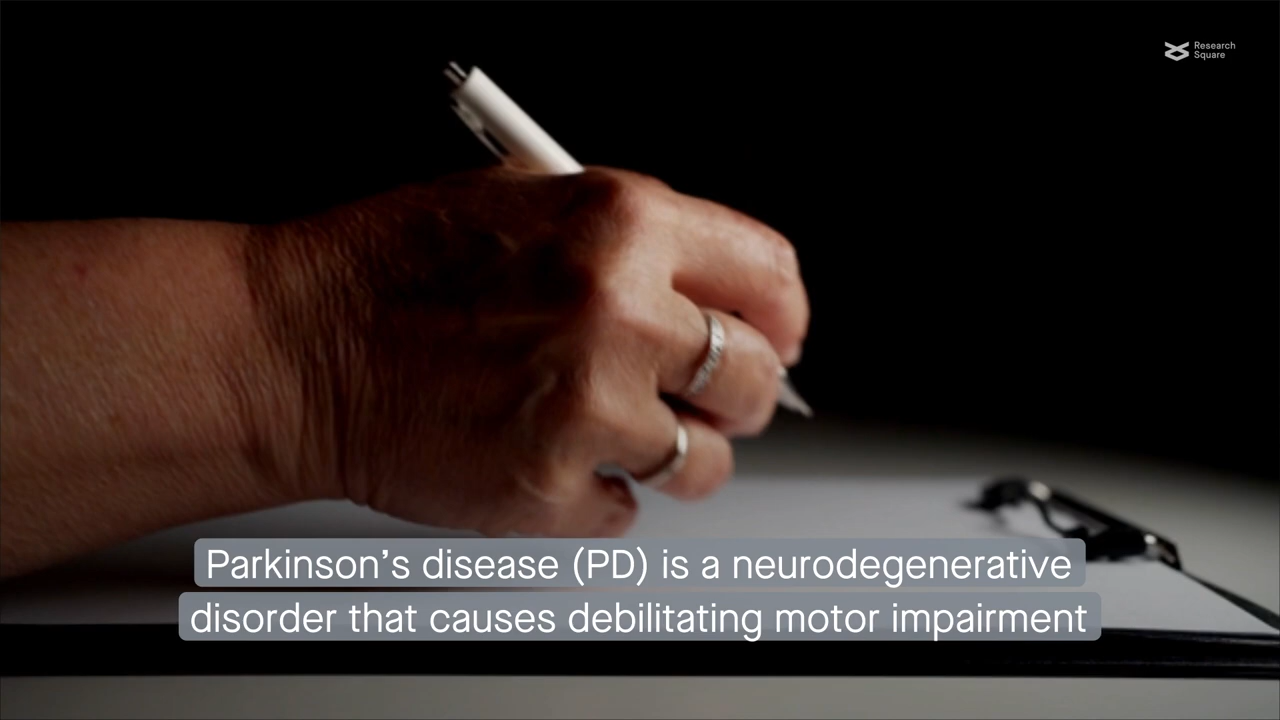 Research
Square
Parkinson’s disease (PD) is a neurodegenerative
disorder that causes debilitating motor impairment